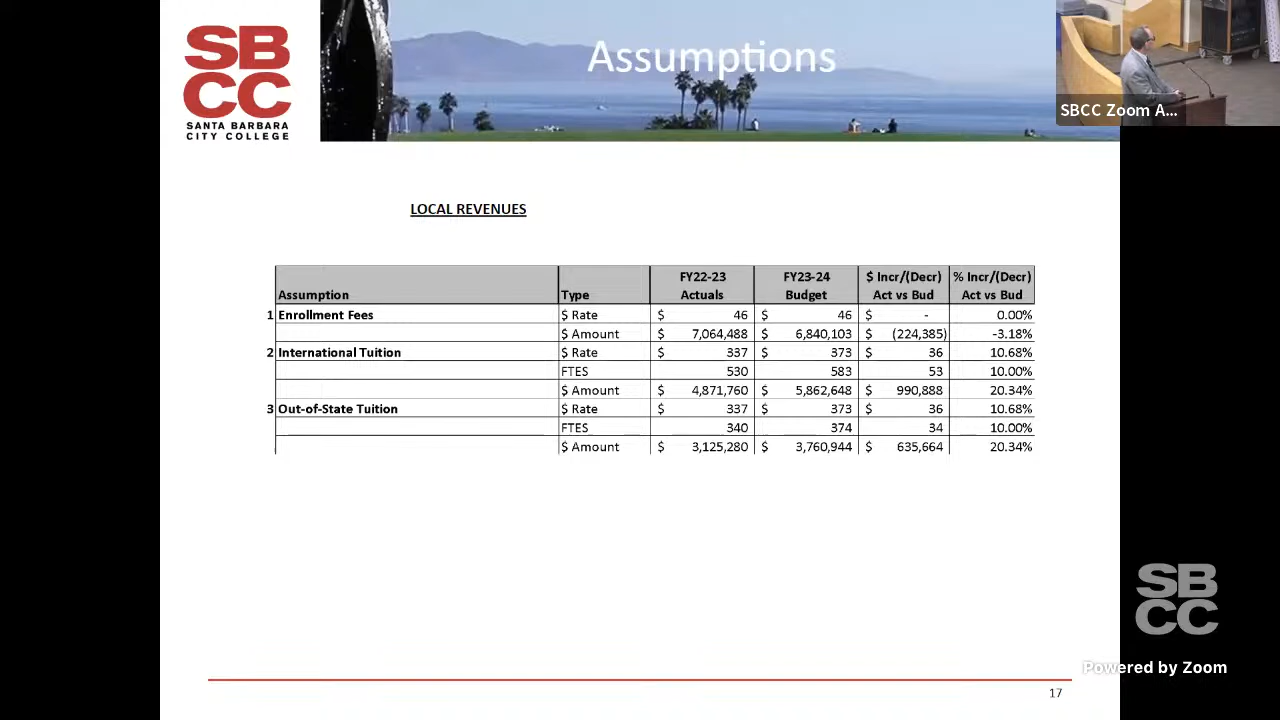 SB
CC
SANTA BARBARA
CITY COLLEGE
Assumptions
SBCC Zoom A...
LOCAL REVENUES
Assumption Type FY22-23 Actuals FY23-24 Budget $ Incr/(Decr) Act vs Bud % Incr/(Decr) Act vs Bud
1 Enrollment Fees $ Rate $ 46 $ 46 $ - 0.00%
$ Amount $ 7,064,488 $ 6,840,103 $ (224,385) -3.18%
2 International Tuition $ Rate $ 337 $ 373 $ 36 10.68%
FTES 530 583 53 10.00%
$ Amount $ 4,871,760 $ 5,862,648 $ 990,888 20.34%
3 Out-of-State Tuition $ Rate $ 337 $ 373 $ 36 10.68%
FTES 340 374 34 10.00%
$ Amount $ 3,125,280 $ 3,760,944 $ 635,664 20.34%
SB
CC
Powered by Zoom
17